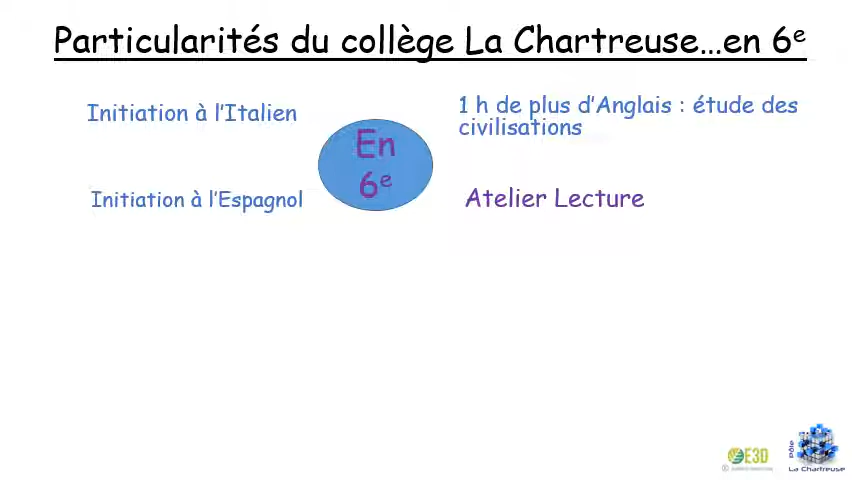 Particularités du collège La Chartreuse…en 6e
Initiation à l'Italien
1 h de plus d'Anglais : étude des
civilisations
En
6e
Initiation à l'Espagnol
Atelier Lecture
E3D
Pôle
La Chartreuse